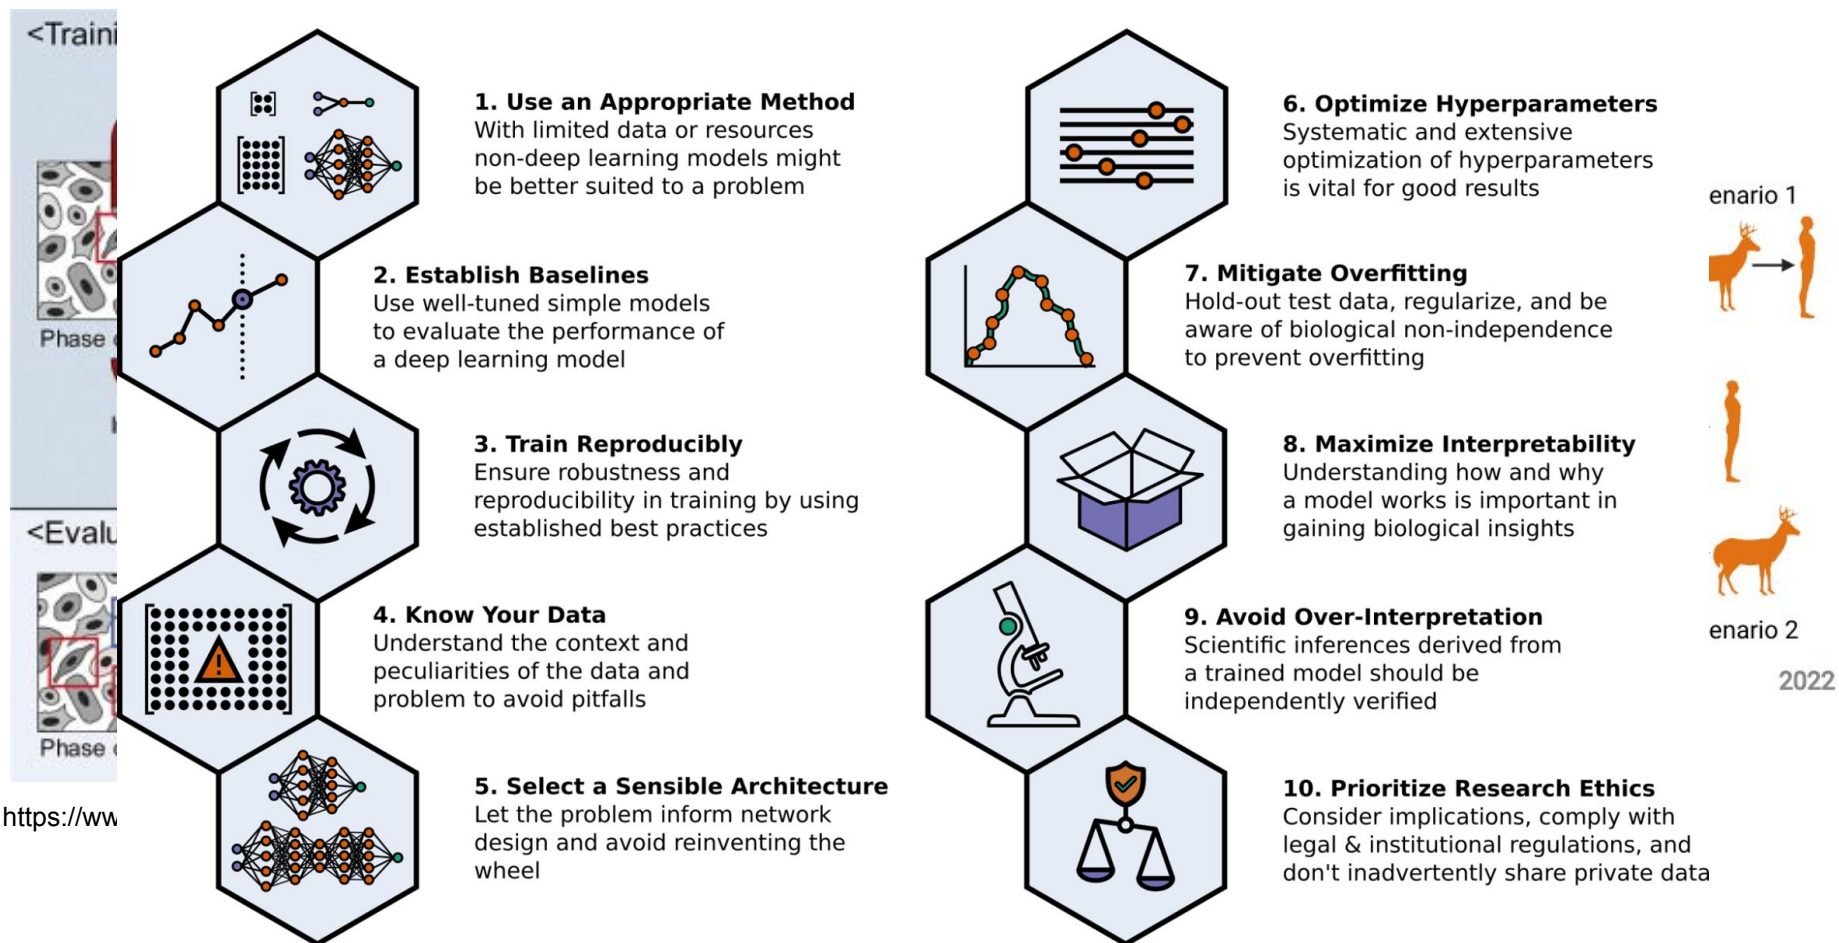 <Traini
Phase
<Evalu
Phase
https://ww
1. Use an Appropriate Method
With limited data or resources
non-deep learning models might
be better suited to a problem
2. Establish Baselines
Use well-tuned simple models
to evaluate the performance of
a deep learning model
3. Train Reproducibly
Ensure robustness and
reproducibility in training by using
established best practices
4. Know Your Data
Understand the context and
peculiarities of the data and
problem to avoid pitfalls
5. Select a Sensible Architecture
Let the problem inform network
design and avoid reinventing the
wheel
6. Optimize Hyperparameters
Systematic and extensive
optimization of hyperparameters
is vital for good results
7. Mitigate Overfitting
Hold-out test data, regularize, and be
aware of biological non-independence
to prevent overfitting
8. Maximize Interpretability
Understanding how and why
a model works is important in
gaining biological insights
9. Avoid Over-Interpretation
Scientific inferences derived from
a trained model should be
independently verified
10. Prioritize Research Ethics
Consider implications, comply with
legal & institutional regulations, and
don't inadvertently share private data
enario 1
enario 2
2022